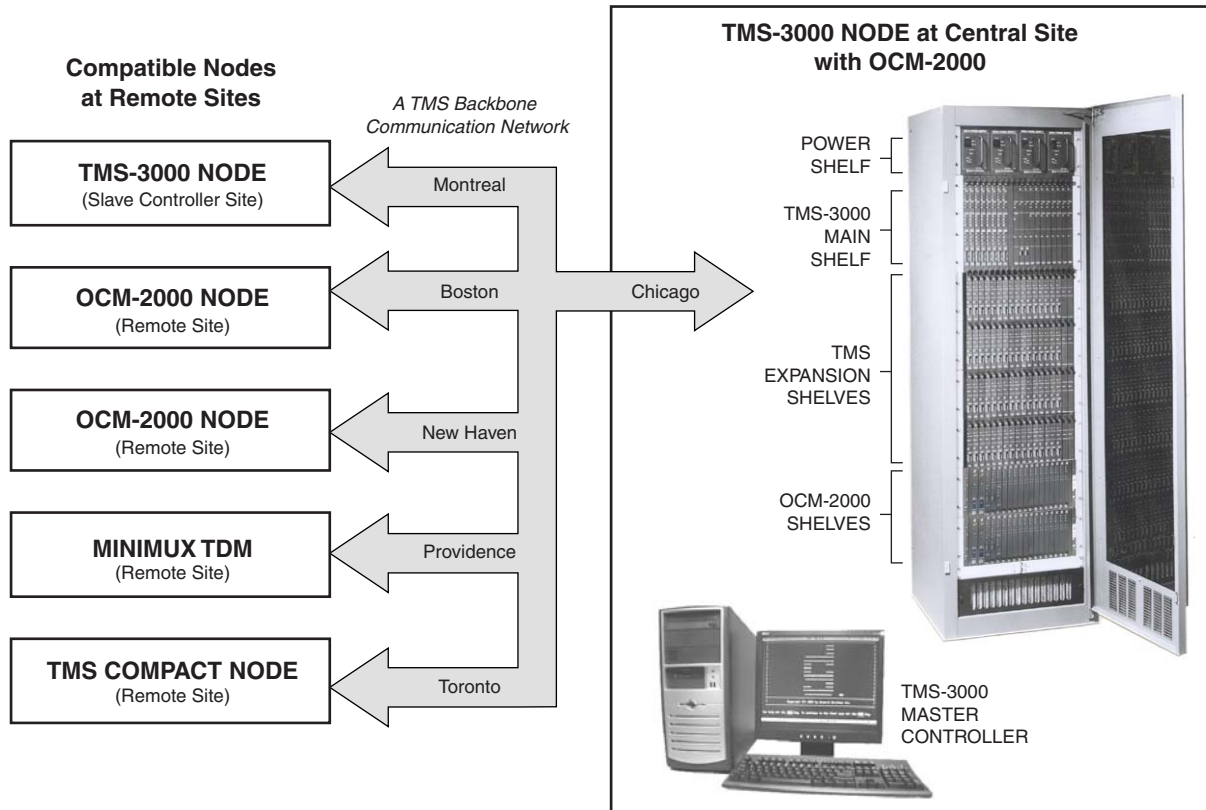 Compatible Nodes
at Remote Sites
A TMS Backbone
Communication Network
TMS-3000 NODE
(Slave Controller Site)
Montreal
OCM-2000 NODE
(Remote Site)
Boston
Chicago
OCM-2000 NODE
(Remote Site)
New Haven
MINIMUX TDM
(Remote Site)
Providence
TMS COMPACT NODE
(Remote Site)
Toronto
TMS-3000 NODE at Central Site
with OCM-2000
POWER
SHELF
TMS-3000
MAIN
SHELF
TMS
EXPANSION
SHELVES
OCM-2000
SHELVES
TMS-3000
MASTER
CONTROLLER